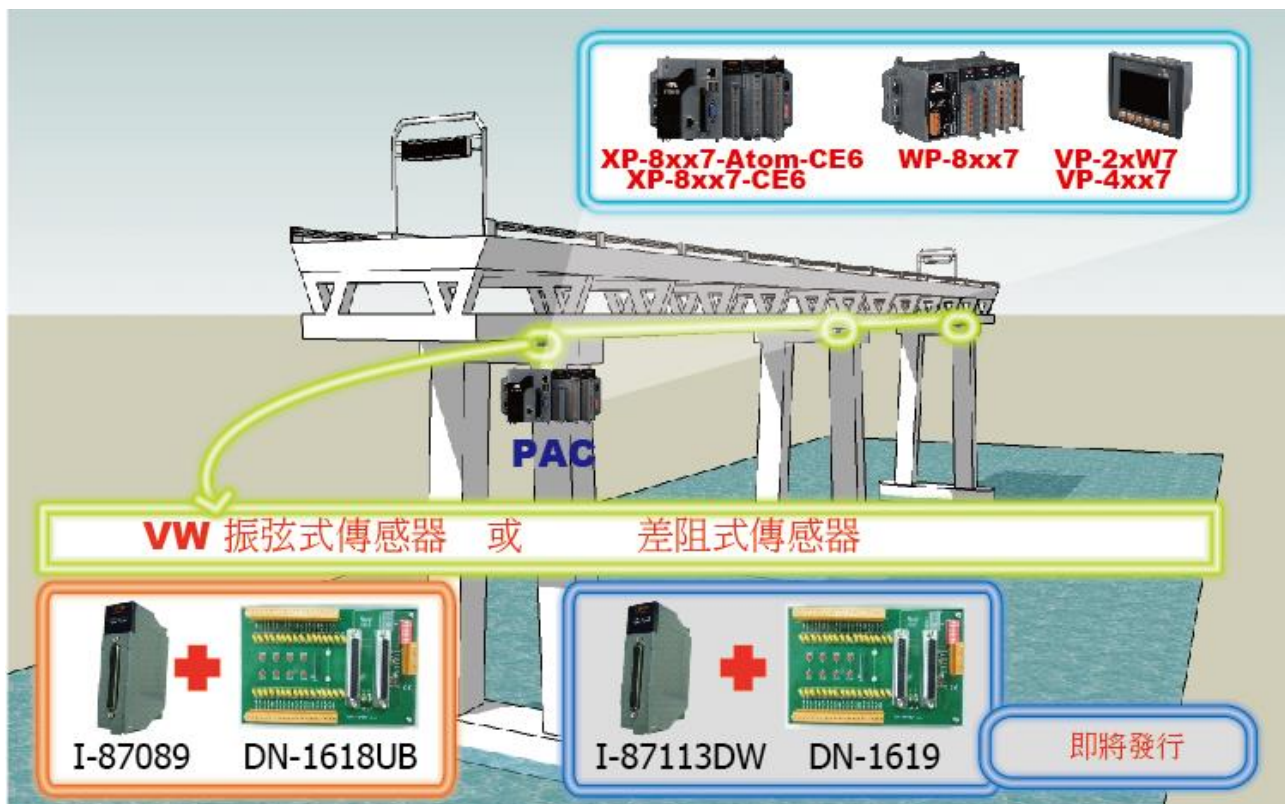 XP-8xx7-Atom-CE6
XP-8xx7-CE6
WP-8xx7
VP-2xW7
VP-4xx7
PAC
VW 振弦式傳感器 或 差阻式傳感器
I-87089
DN-1618UB
I-87113DW
DN-1619
即將發行